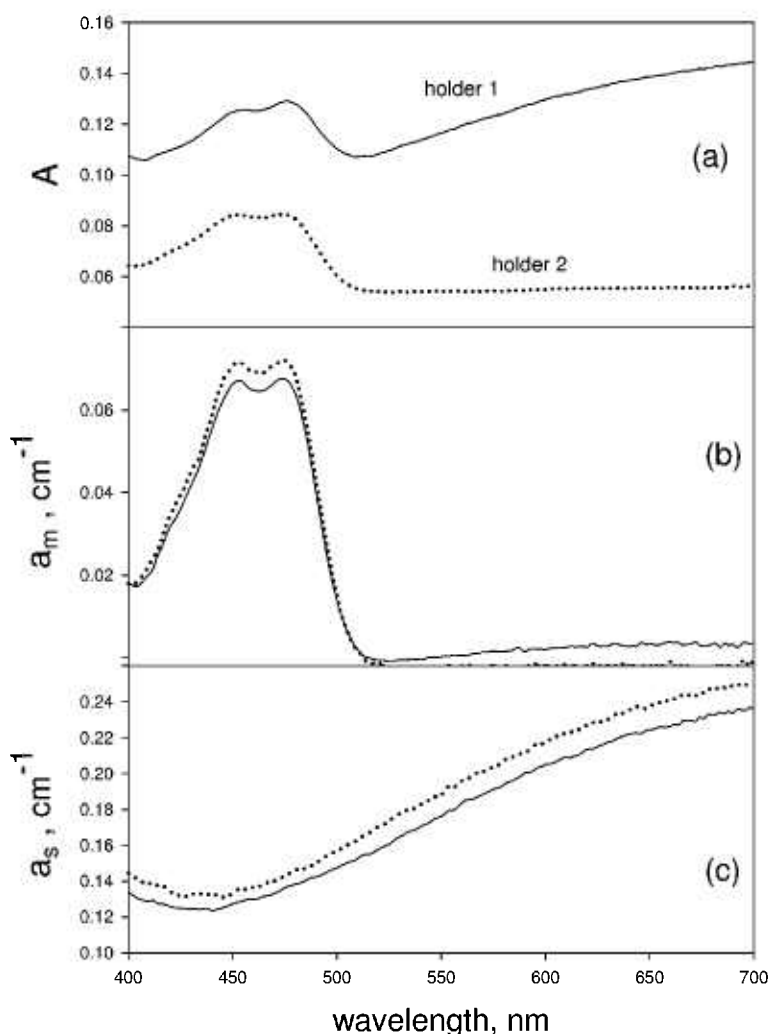 0.16
0.14
holder 1
0.12
(a)
A
0.10
0.08
holder 2
0.06
0.06
(b)
0.04
a_m , cm^-1
0.02
0.24
0.22
0.20
0.18
a_s , cm^-1
0.16
0.14
(c)
0.12
0.10
400 450 500 550 600 650 700
wavelength, nm